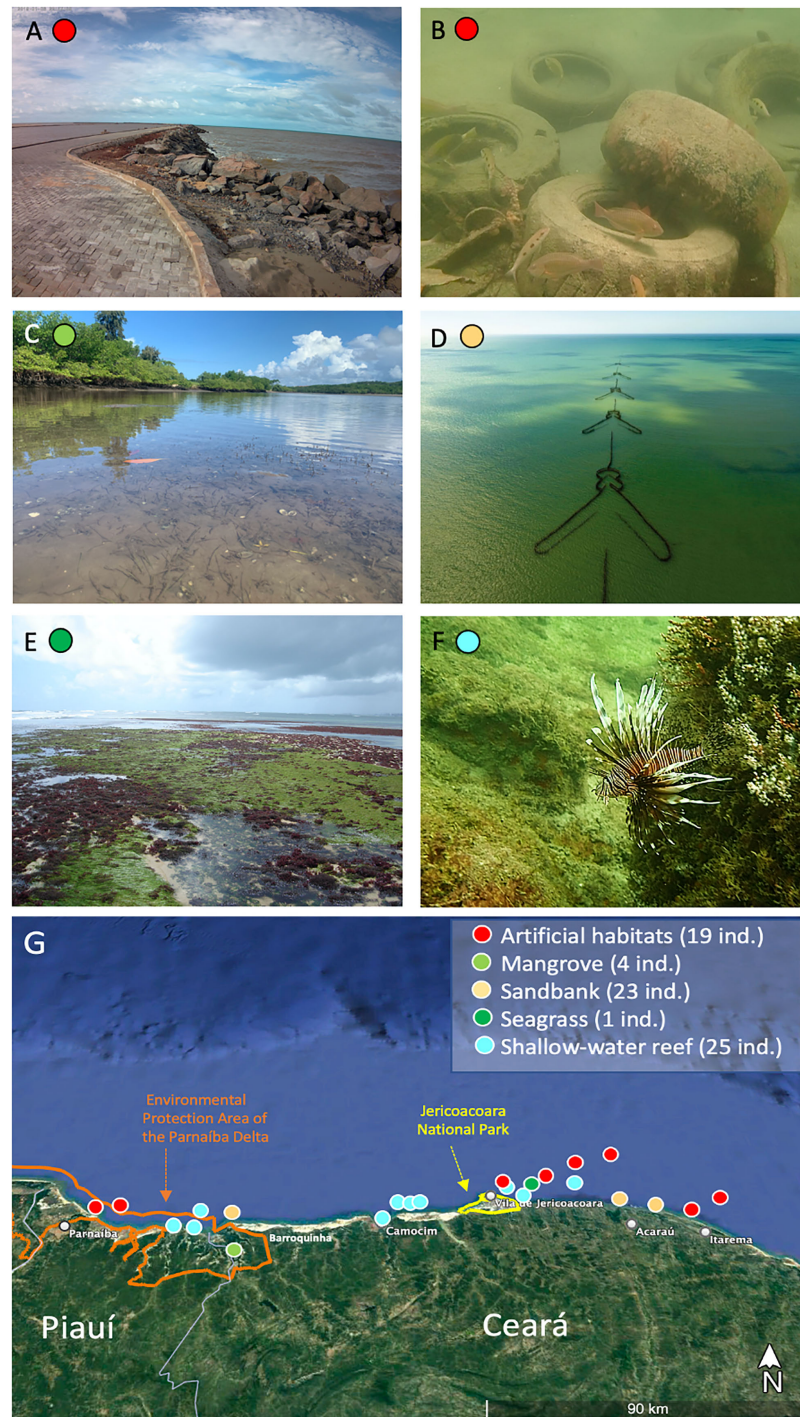 A
B
C
D
E
F
G
Artificial habitats (19 ind.)
Mangrove (4 ind.)
Sandbank (23 ind.)
Seagrass (1 ind.)
Shallow-water reef (25 ind.)
Environmental
Protection Area of
the Parnaíba Delta
Jericoacoara
National Park
Vila de Jericoacoara
Parnaíba
Barroquinha
Camocim
Acaraú
Itarema
Piauí
Ceará
N
90 km